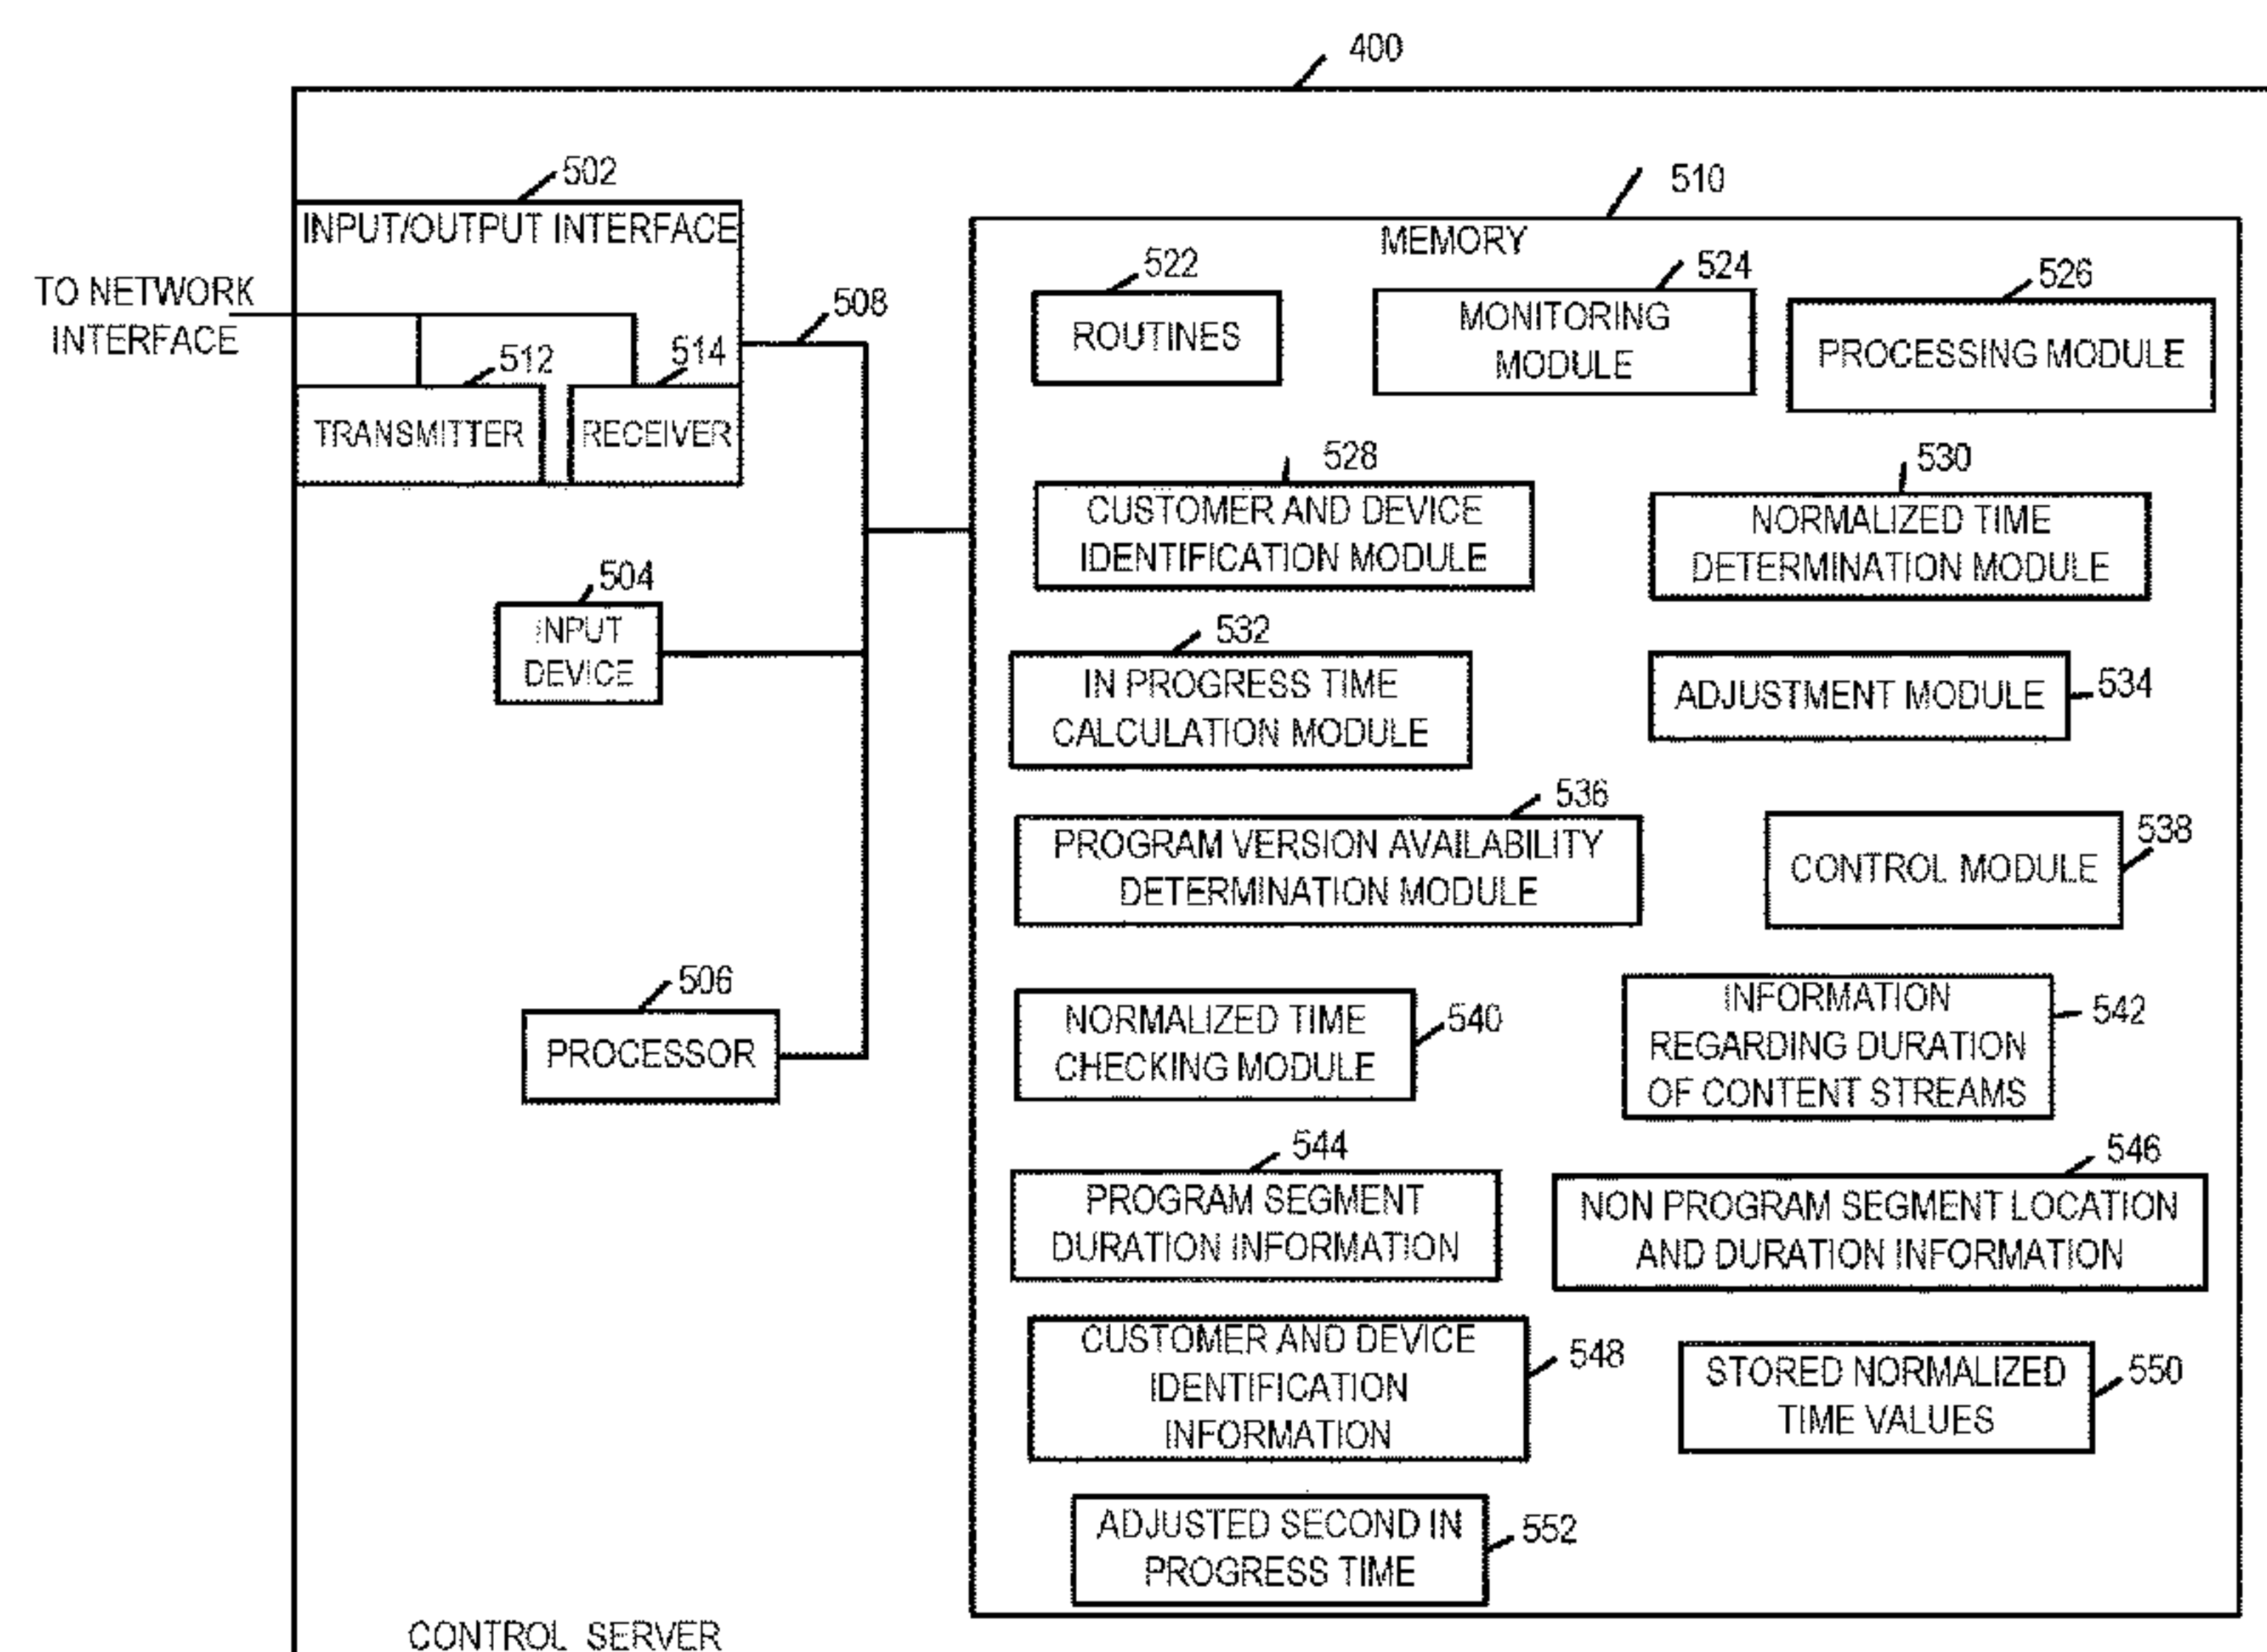 400
502
INPUT/OUTPUT INTERFACE
TO NETWORK
INTERFACE
512
514
TRANSMITTER
RECEIVER
508
504
INPUT
DEVICE
506
PROCESSOR
510
MEMORY
522
ROUTINES
524
MONITORING
MODULE
526
PROCESSING MODULE
528
CUSTOMER AND DEVICE
IDENTIFICATION MODULE
530
NORMALIZED TIME
DETERMINATION MODULE
532
IN PROGRESS TIME
CALCULATION MODULE
ADJUSTMENT MODULE
534
536
PROGRAM VERSION AVAILABILITY
DETERMINATION MODULE
CONTROL MODULE
538
NORMALIZED TIME
CHECKING MODULE
540
INFORMATION
REGARDING DURATION
OF CONTENT STREAMS
542
544
PROGRAM SEGMENT
DURATION INFORMATION
546
NON PROGRAM SEGMENT LOCATION
AND DURATION INFORMATION
CUSTOMER AND DEVICE
IDENTIFICATION
INFORMATION
548
STORED NORMALIZED
TIME VALUES
550
ADJUSTED SECOND IN
PROGRESS TIME
552
CONTROL SERVER